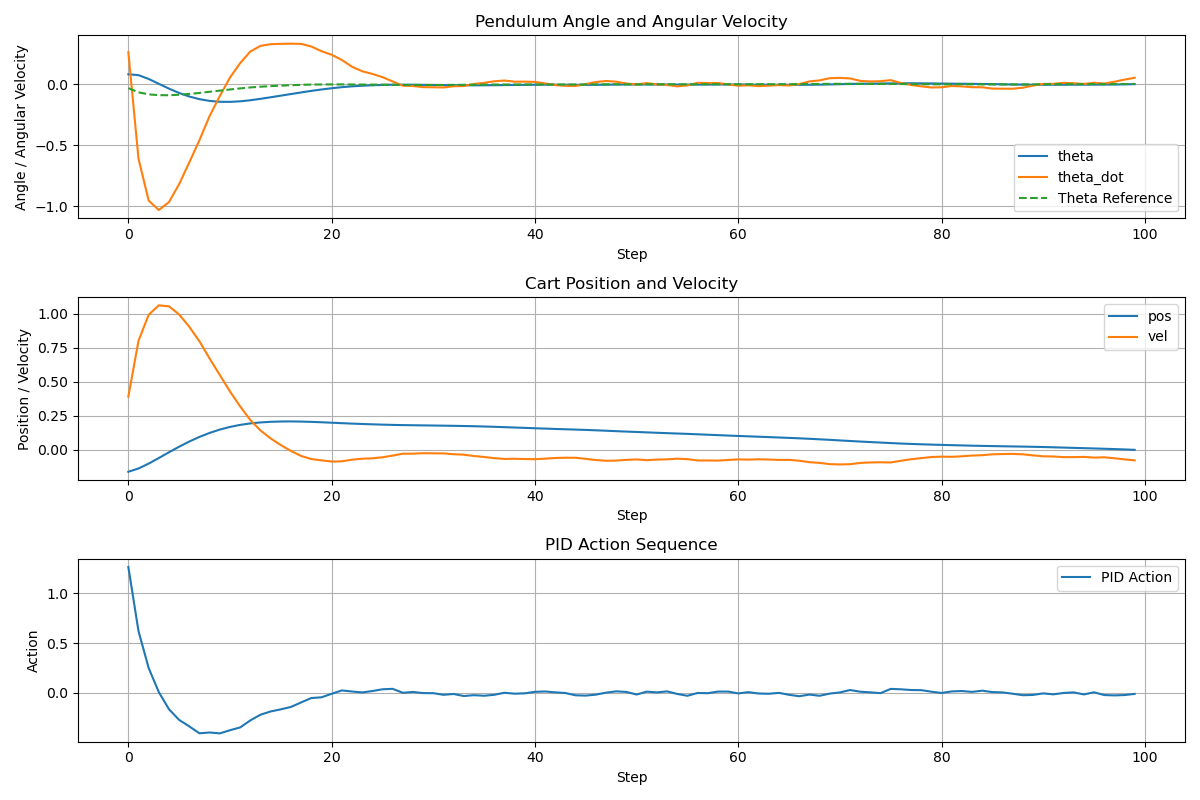 Pendulum Angle and Angular Velocity
Angle / Angular Velocity
0.0
−0.5
−1.0
theta
theta_dot
Theta Reference
0 20 40 60 80 100
Step
Cart Position and Velocity
Position / Velocity
1.00
0.75
0.50
0.25
0.00
pos
vel
0 20 40 60 80 100
Step
PID Action Sequence
Action
1.0
0.5
0.0
PID Action
0 20 40 60 80 100
Step